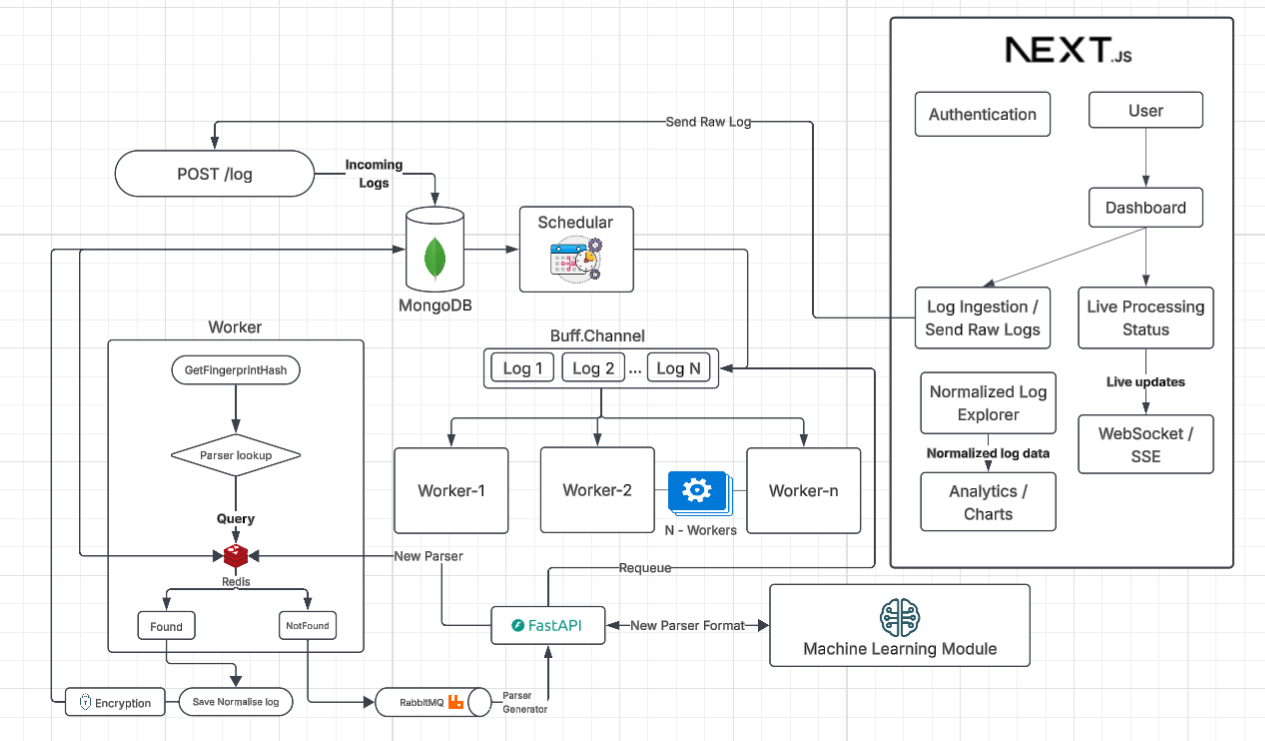 NEXT.JS
Authentication
User
Send Raw Log
POST /log
Incoming
Logs
Dashboard
Schedular
MongoDB
Log Ingestion /
Send Raw Logs
Live Processing
Status
Worker
Buff.Channel
GetFingerprintHash
Log 1
Log 2
...
Log N
Live updates
Normalized Log
Explorer
WebSocket /
SSE
Parser lookup
Normalized log data
Worker-1
Worker-2
Worker-n
Analytics /
Charts
Query
N - Workers
New Parser
Redis
Requeue
Found
NotFound
FastAPI
New Parser Format
Machine Learning Module
Encryption
Save Normalise log
RabbitMQ
Parser
Generator